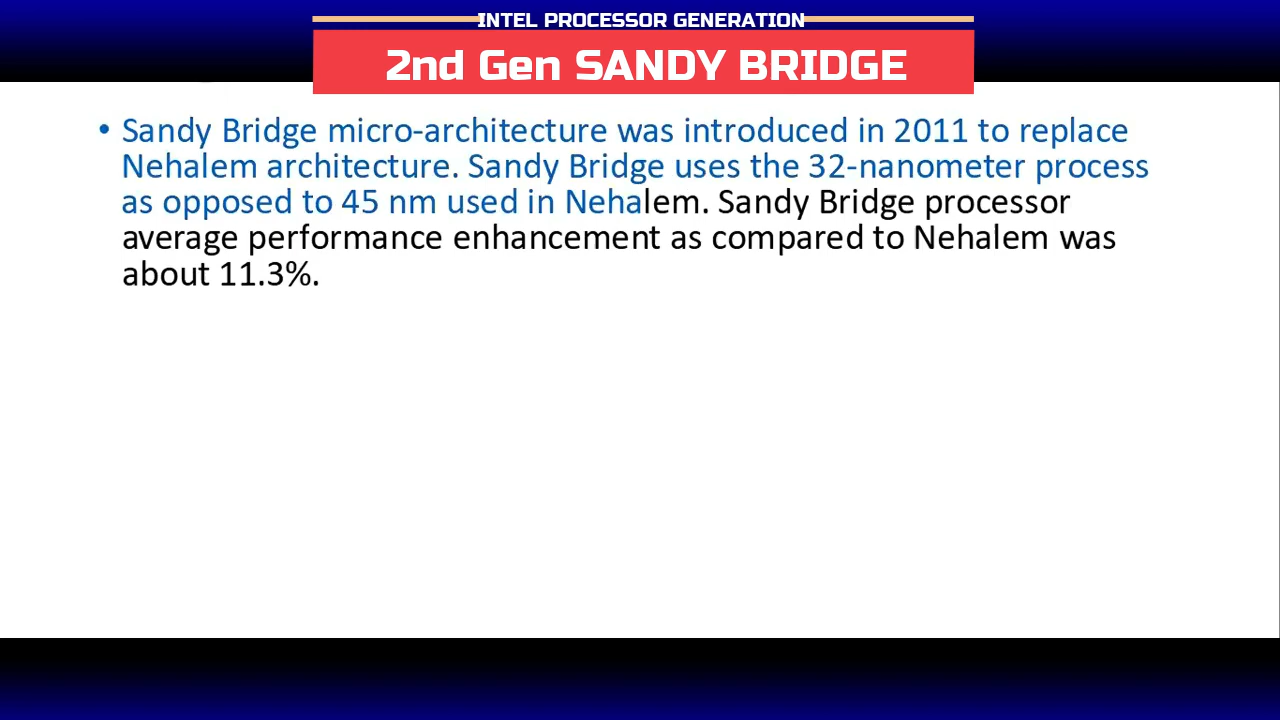 INTEL PROCESSOR GENERATION
2nd Gen SANDY BRIDGE
• Sandy Bridge micro-architecture was introduced in 2011 to replace
Nehalem architecture. Sandy Bridge uses the 32-nanometer process
as opposed to 45 nm used in Nehalem. Sandy Bridge processor
average performance enhancement as compared to Nehalem was
about 11.3%.